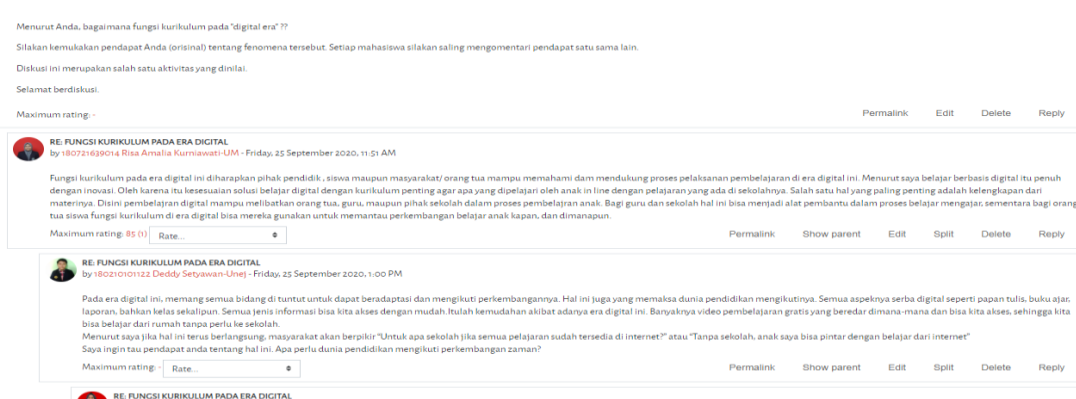 Menurut Anda, bagaimana fungsi kurikulum pada "digital era" ??
Silakan kemukakan pendapat Anda (orisinal) tentang fenomena tersebut. Setiap mahasiswa silakan saling mengomentari pendapat satu sama lain.
Diskusi ini merupakan salah satu aktivitas yang dinilai.
Selamat berdiskusi.
Maximum rating: - Permalink Edit Delete Reply
RE: FUNGSI KURIKULUM PADA ERA DIGITAL
by 180721639014 Risa Amalia Kurniawati-UM - Friday, 25 September 2020, 11:51 AM
Fungsi kurikulum pada era digital ini diharapkan pihak pendidik , siswa maupun masyarakat/ orang tua mampu memahami dam mendukung proses pelaksanan pembelajaran di era digital ini. Menurut saya belajar berbasis digital itu penuh
dengan inovasi. Oleh karena itu kesesuaian solusi belajar digital dengan kurikulum penting agar apa yang dipelajari oleh anak in line dengan pelajaran yang ada di sekolahnya. Salah satu hal yang paling penting adalah kelengkapan dari
materinya. Disini pembelajran digital mampu melibatkan orang tua, guru, maupun pihak sekolah dalam proses pembelajran anak. Bagi guru dan sekolah hal ini bisa menjadi alat pembantu dalam proses belajar mengajar, sementara bagi orang
tua siswa fungsi kurikulum di era digital bisa mereka gunakan untuk memantau perkembangan belajar anak kapan, dan dimanapun.
Maximum rating: 85 (1) Rate... Permalink Show parent Edit Split Delete Reply
RE: FUNGSI KURIKULUM PADA ERA DIGITAL
by 180210101122 Deddy Setyawan-Unej - Friday, 25 September 2020, 1:00 PM
Pada era digital ini, memang semua bidang di tuntut untuk dapat beradaptasi dan mengikuti perkembangannya. Hal ini juga yang memaksa dunia pendidikan mengikutinya. Semua aspeknya serba digital seperti papan tulis, buku ajar,
laporan, bahkan kelas sekalipun. Semua jenis informasi bisa kita akses dengan mudah.Itulah kemudahan akibat adanya era digital ini. Banyaknya video pembelajaran gratis yang beredar dimana-mana dan bisa kita akses, sehingga kita
bisa belajar dari rumah tanpa perlu ke sekolah.
Menurut saya jika hal ini terus berlangsung, masyarakat akan berpikir "Untuk apa sekolah jika semua pelajaran sudah tersedia di internet?" atau "Tanpa sekolah, anak saya bisa pintar dengan belajar dari internet"
Saya ingin tau pendapat anda tentang hal ini. Apa perlu dunia pendidikan mengikuti perkembangan zaman?
Maximum rating: - Rate... Permalink Show parent Edit Split Delete Reply
RE: FUNGSI KURIKULUM PADA ERA DIGITAL